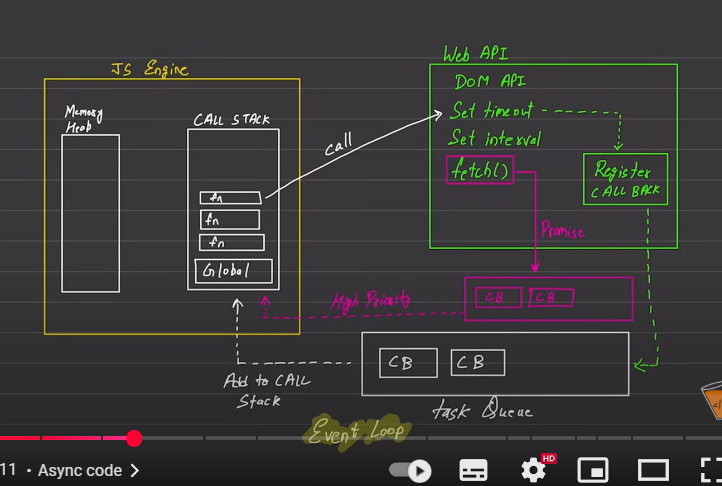 JS Engine
Memory
Heab
CALL STACK
fn
fn
fn
Global
call
Web API
DOM API
Set timeout
Set interval
fetch()
Register
CALL BACK
Promise
CB CB
High Priority
CB CB
Add to CALL
Stack
task Queue
Event Loop
11 • Async code >
HD